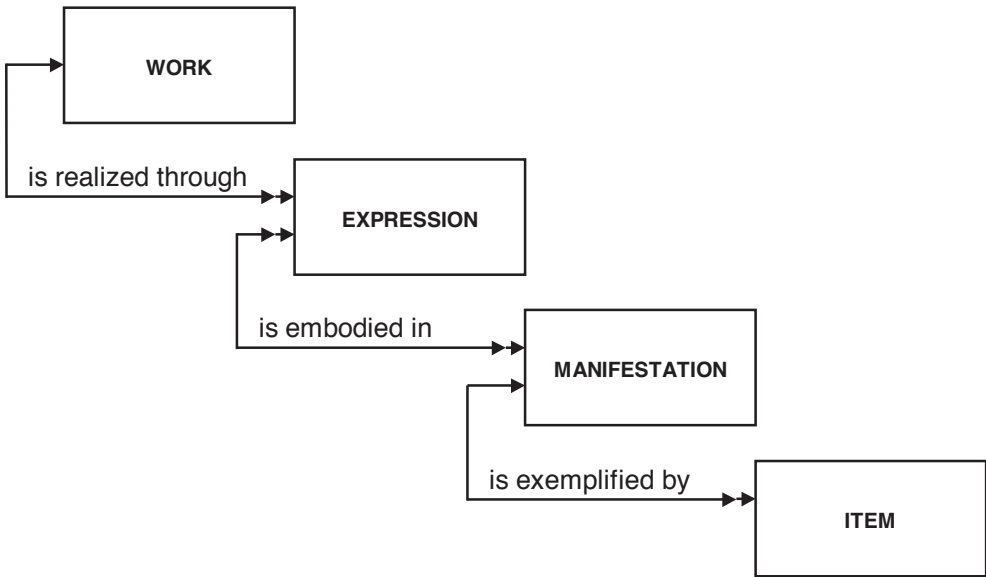 WORK
is realized through
EXPRESSION
is embodied in
MANIFESTATION
is exemplified by
ITEM